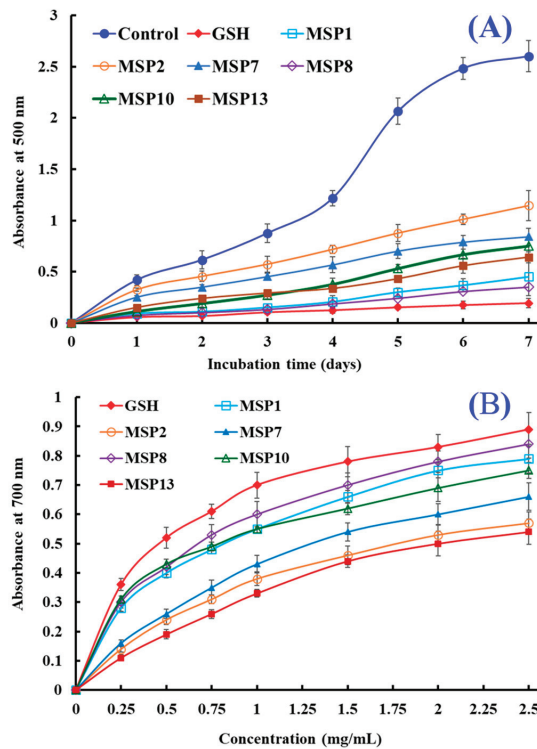 3
(A)
Control GSH MSP1
2.5
MSP2 MSP7 MSP8
MSP10 MSP13
2
1.5
1
0.5
0
Absorbance at 500 nm
0 1 2 3 4 5 6 7
Incubation time (days)
1
(B)
0.9
GSH MSP1
MSP2 MSP7
0.8
MSP8 MSP10
0.7
MSP13
0.6
0.5
0.4
0.3
0.2
0.1
0
Absorbance at 700 nm
0 0.25 0.5 0.75 1 1.25 1.5 1.75 2 2.25 2.5
Concentration (mg/mL)